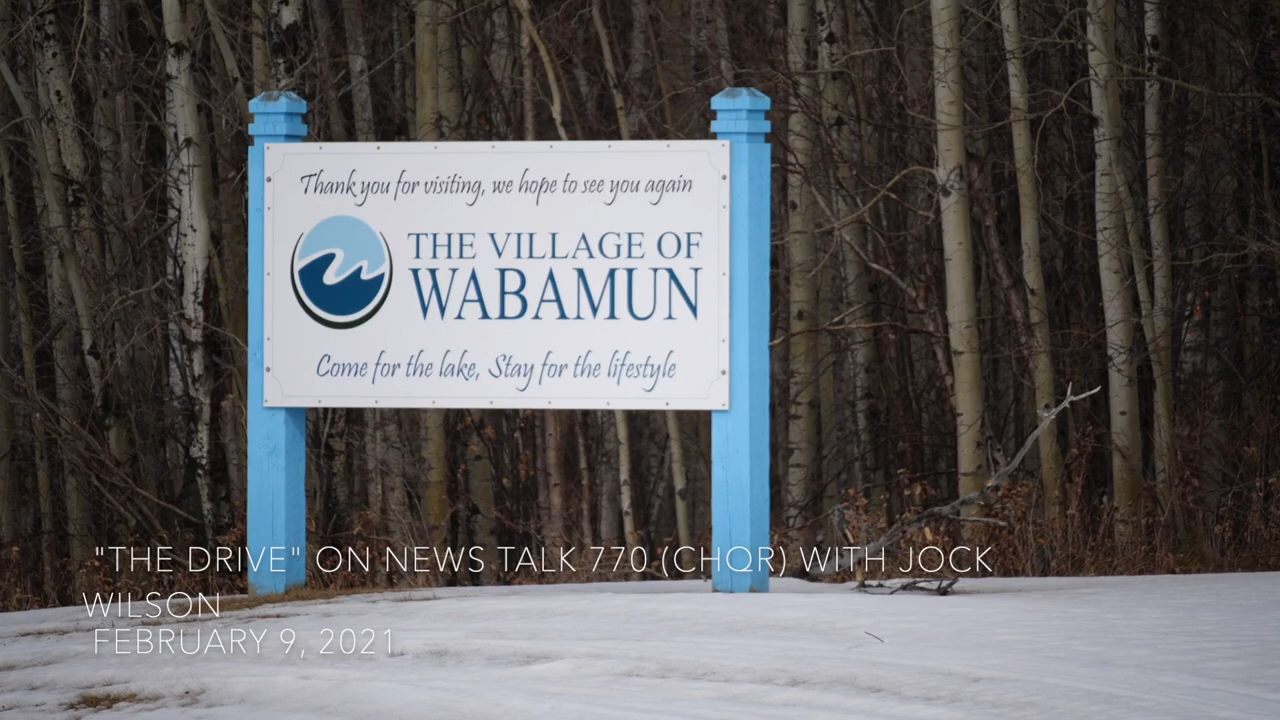 Thank you for visiting, we hope to see you again
THE VILLAGE OF
WABAMUN
Come for the lake, Stay for the lifestyle
"THE DRIVE" ON NEWS TALK 770 (CHQR) WITH JOCK
WILSON
FEBRUARY 9, 2021